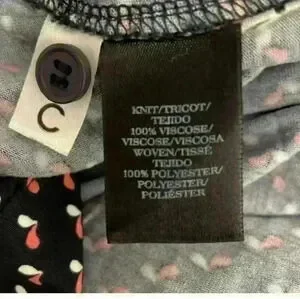 C
KNIT/TRICOT/
TEJIDO
100% VISCOSE/
VISCOSE/VISCOSA
WOVEN/TISSÉ
TEJIDO
100% POLYESTER/
POLYESTER/
POLIÉSTER